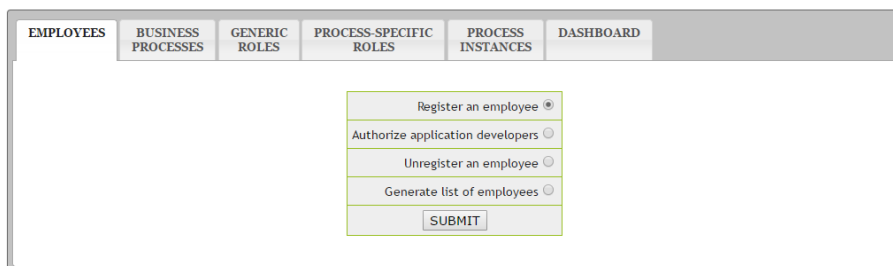 EMPLOYEES
BUSINESS
PROCESSES
GENERIC
ROLES
PROCESS-SPECIFIC
ROLES
PROCESS
INSTANCES
DASHBOARD
Register an employee
Authorize application developers
Unregister an employee
Generate list of employees
SUBMIT